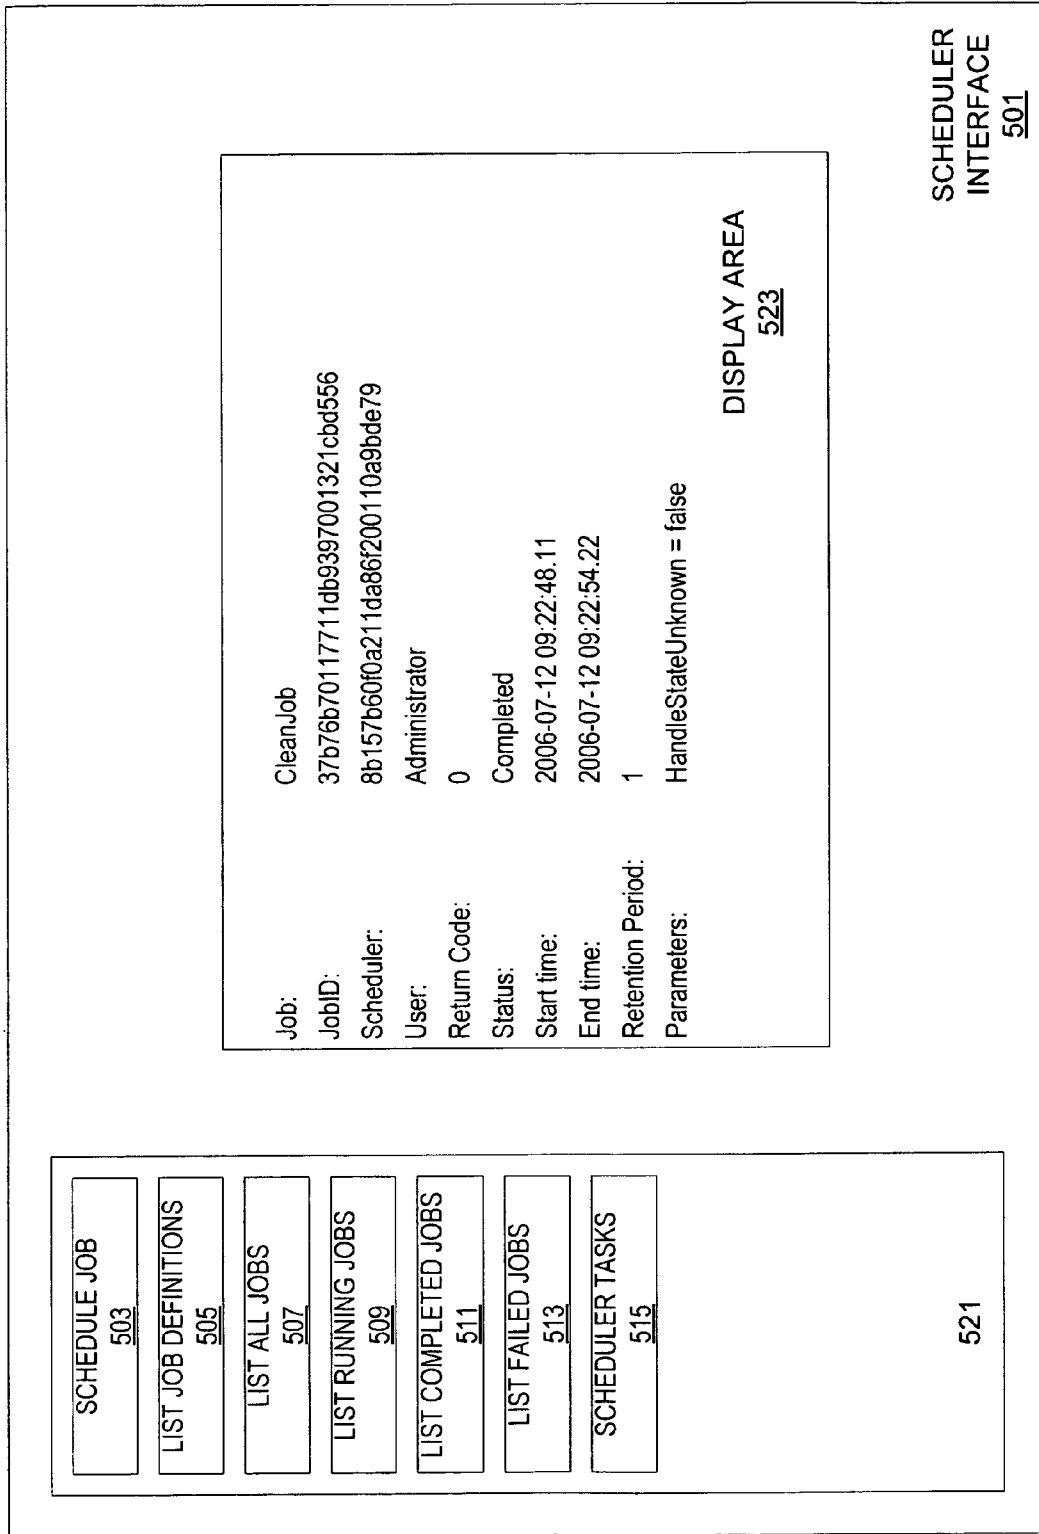 SCHEDULE JOB
503
LIST JOB DEFINITIONS
505
LIST ALL JOBS
507
LIST RUNNING JOBS
509
LIST COMPLETED JOBS
511
LIST FAILED JOBS
513
SCHEDULER TASKS
515
521
Job: CleanJob
JobID: 37b76b70117711db9397001321cbd556
Scheduler: 8b157b60f0a211da86f200110a9bde79
User: Administrator
Return Code: 0
Status: Completed
Start time: 2006-07-12 09:22:48.11
End time: 2006-07-12 09:22:54.22
Retention Period: 1
Parameters: HandleStateUnknown = false
DISPLAY AREA
523
SCHEDULER
INTERFACE
501